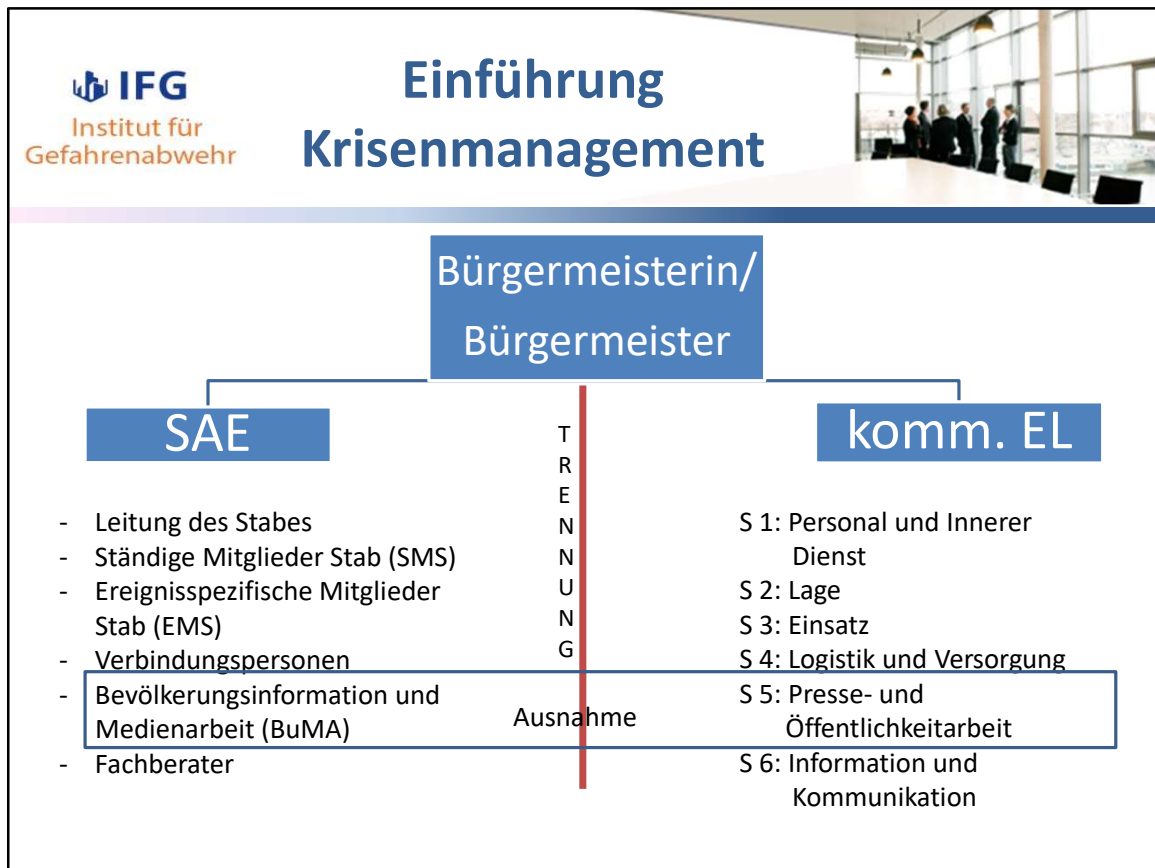 IFG
Institut für
Gefahrenabwehr
Einführung
Krisenmanagement
Bürgermeisterin/
Bürgermeister
SAE
- Leitung des Stabes
- Ständige Mitglieder Stab (SMS)
- Ereignisspezifische Mitglieder
Stab (EMS)
- Verbindungspersonen
- Bevölkerungsinformation und
Medienarbeit (BuMA)
- Fachberater
T
R
E
N
N
U
N
G
Ausnahme
komm. EL
S 1: Personal und Innerer
Dienst
S 2: Lage
S 3: Einsatz
S 4: Logistik und Versorgung
S 5: Presse- und
Öffentlichkeitarbeit
S 6: Information und
Kommunikation